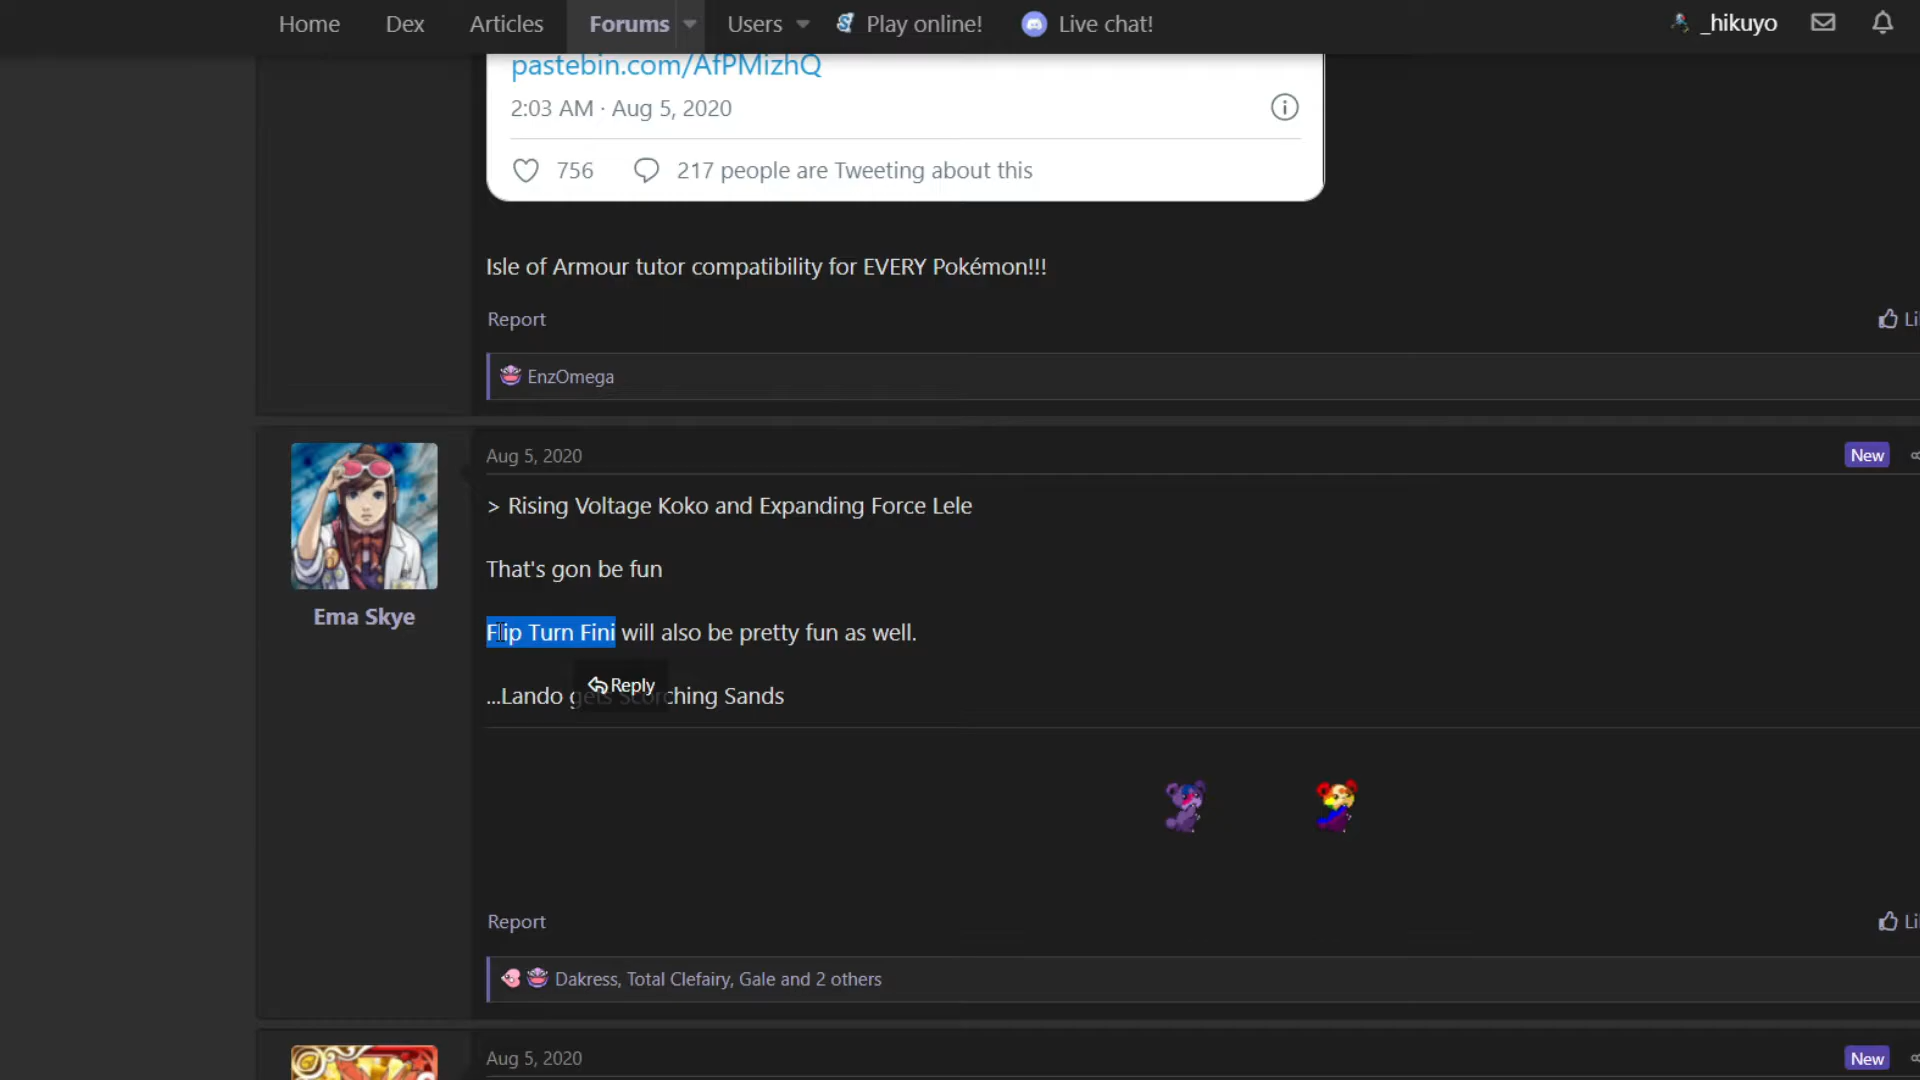 Home Dex Articles Forums Users Play online! Live chat! _hikuyo
pastebin.com/AfPMizhQ
2:03 AM · Aug 5, 2020
756 217 people are Tweeting about this
Isle of Armour tutor compatibility for EVERY Pokémon!!!
Report
EnzOmega
Aug 5, 2020 New
> Rising Voltage Koko and Expanding Force Lele
That's gon be fun
Ema Skye
Flip Turn Fini will also be pretty fun as well.
Reply
...Lando gets Scorching Sands
Report
Dakress, Total Clefairy, Gale and 2 others
Aug 5, 2020 New